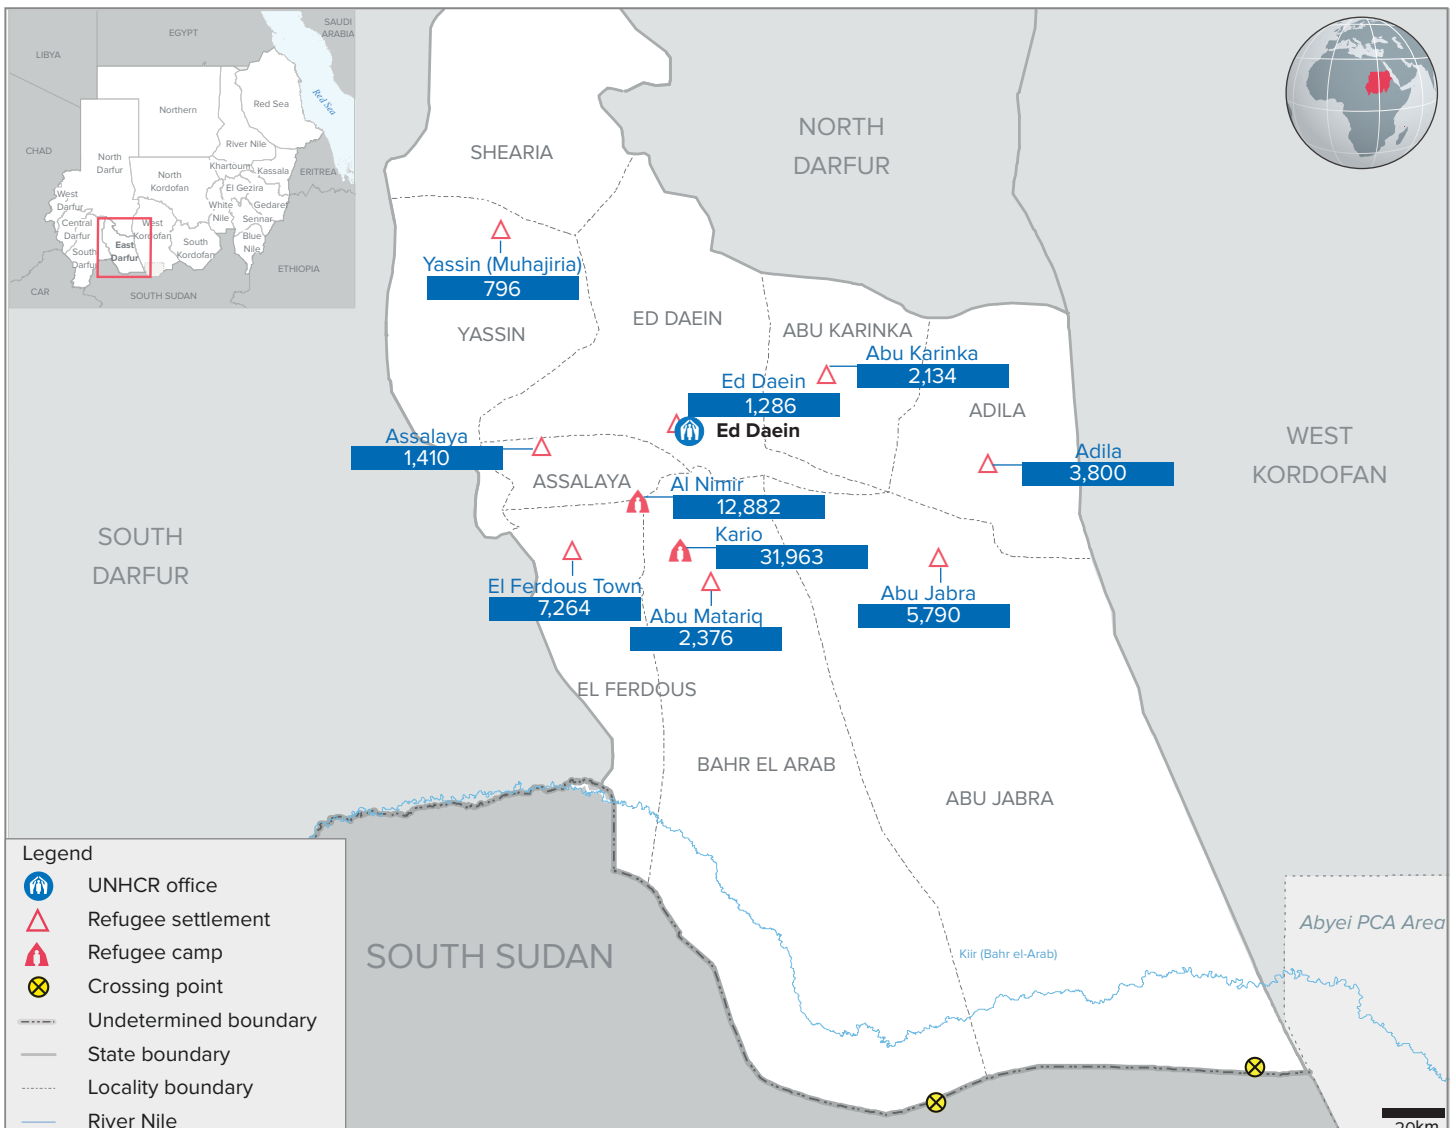 SAUDI
ARABIA
EGYPT
LIBYA
Red Sea
Northern
Red Sea
River Nile
CHAD
North
Darfur
Khartoum
Kassala
ERITREA
North
Kordofan
El Gezira
West
Darfur
White
Nile
Gedaref
Sennar
Central
Darfur
West
Kordofan
East
Darfur
South
Kordofan
Blue
Nile
South
Darfur
ETHIOPIA
CAR
SOUTH SUDAN
NORTH
DARFUR
SHEARIA
Yassin (Muhajiria)
796
YASSIN
ED DAEIN
ABU KARINKA
Abu Karinka
2,134
Ed Daein
1,286
Ed Daein
ADILA
Assalaya
1,410
Adila
3,800
WEST
KORDOFAN
ASSALAYA
Al Nimir
12,882
Kario
31,963
SOUTH
DARFUR
El Ferdous Town
7,264
Abu Matariq
2,376
Abu Jabra
5,790
EL FERDOUS
BAHR EL ARAB
ABU JABRA
SOUTH SUDAN
Kiir (Bahr el-Arab)
Abyei PCA Area
Legend
UNHCR office
Refugee settlement
Refugee camp
Crossing point
Undetermined boundary
State boundary
Locality boundary
River Nile
20km